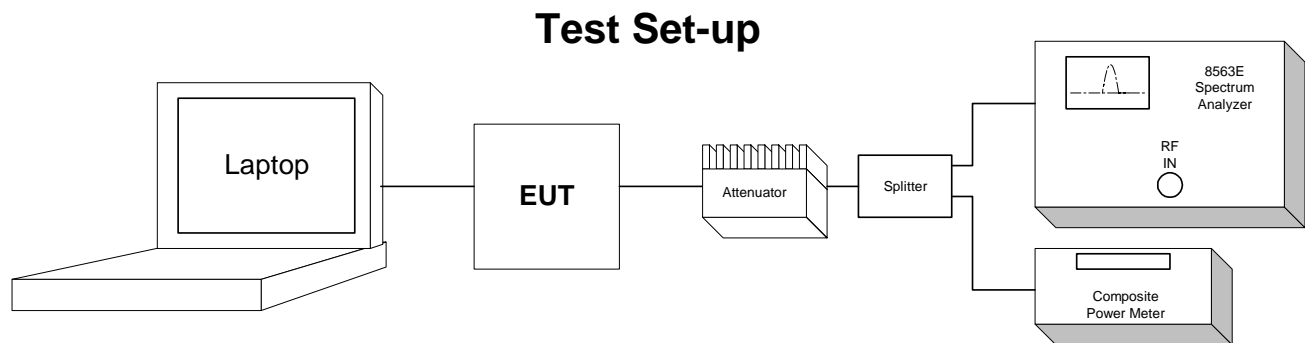 Test Set-up
Laptop
EUT
Attenuator
Splitter
8563E
Spectrum
Analyzer
RF
IN
Composite
Power Meter